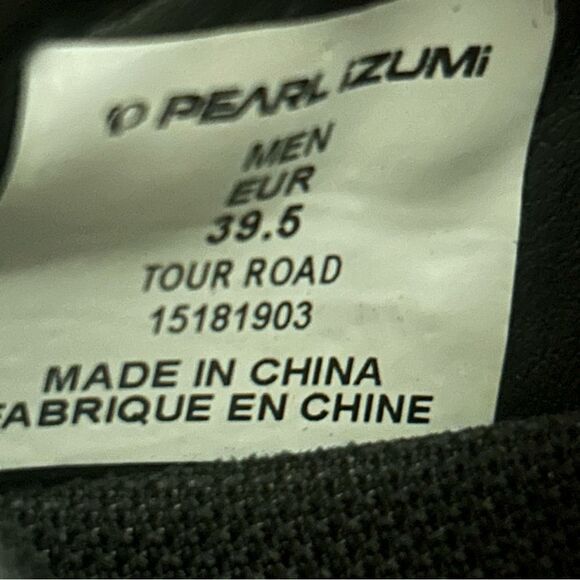 PEARL iZUMi
MEN
EUR
39.5
TOUR ROAD
15181903
MADE IN CHINA
FABRIQUE EN CHINE